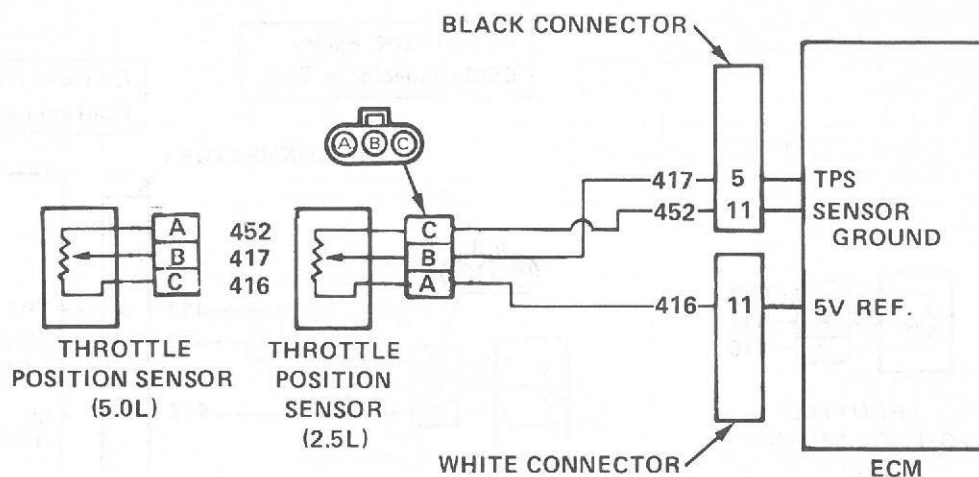 BLACK CONNECTOR
A B C
417 5 TPS
452 11 SENSOR
GROUND
A 452
B 417
C 416
C
B
A
416 11 5V REF.
THROTTLE
POSITION SENSOR
(5.0L)
THROTTLE
POSITION
SENSOR
(2.5L)
WHITE CONNECTOR
ECM